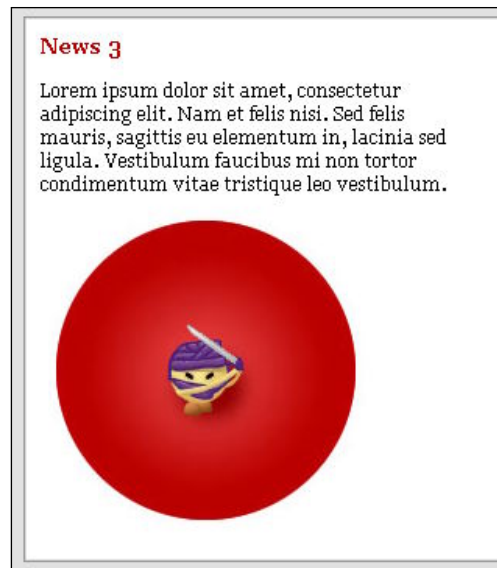 News 3
Lorem ipsum dolor sit amet, consectetur
adipiscing elit. Nam et felis nisi. Sed felis
mauris, sagittis eu elementum in, lacinia sed
ligula. Vestibulum faucibus mi non tortor
condimentum vitae tristique leo vestibulum.